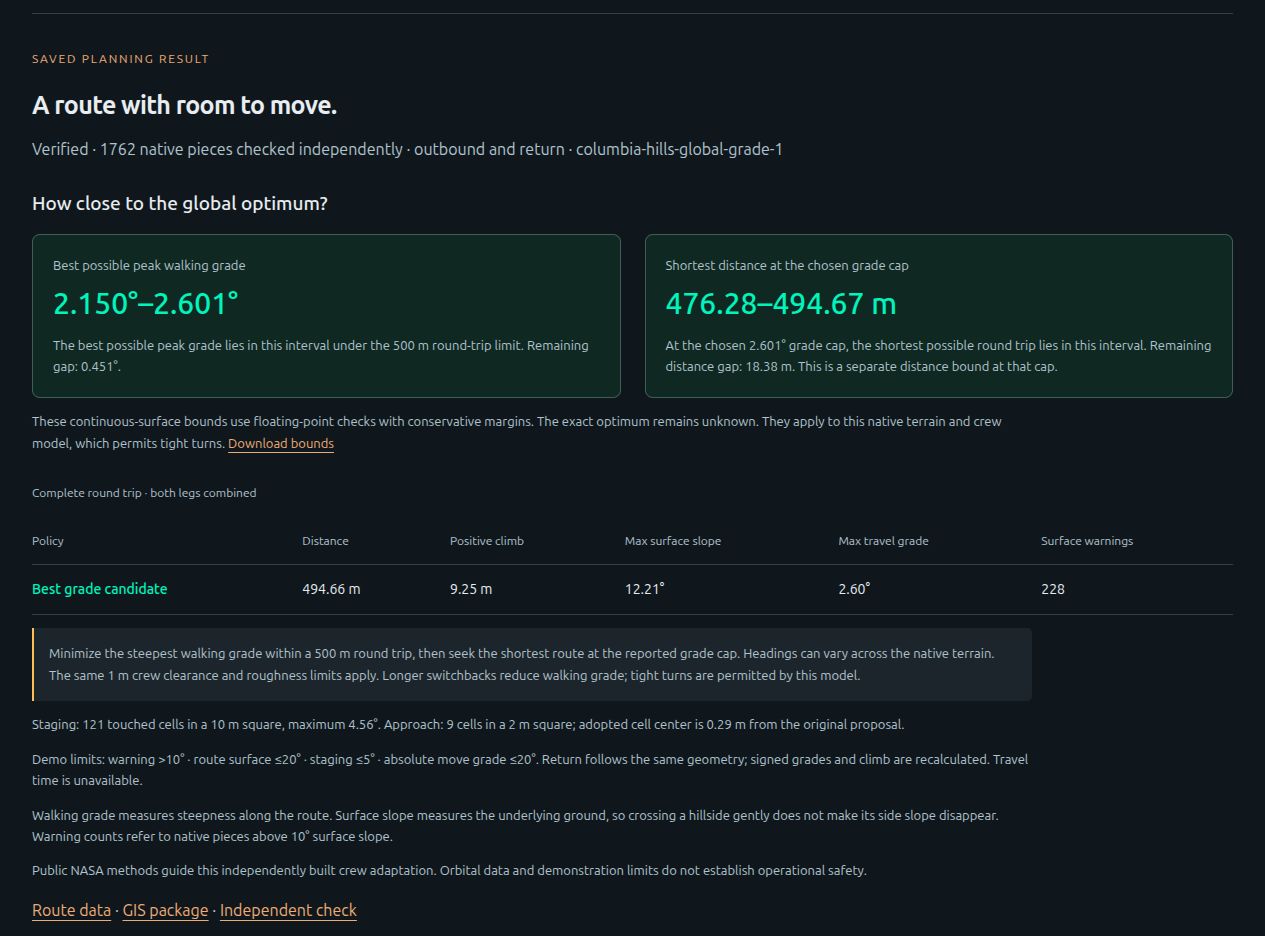 SAVED PLANNING RESULT
A route with room to move.
Verified · 1762 native pieces checked independently · outbound and return · columbia-hills-global-grade-1
How close to the global optimum?
Best possible peak walking grade
2.150°–2.601°
The best possible peak grade lies in this interval under the 500 m round-trip limit. Remaining
gap: 0.451°.
Shortest distance at the chosen grade cap
476.28–494.67 m
At the chosen 2.601° grade cap, the shortest possible round trip lies in this interval. Remaining
distance gap: 18.38 m. This is a separate distance bound at that cap.
These continuous-surface bounds use floating-point checks with conservative margins. The exact optimum remains unknown. They apply to this native terrain and crew
model, which permits tight turns. Download bounds
Complete round trip · both legs combined
Policy Distance Positive climb Max surface slope Max travel grade Surface warnings
Best grade candidate 494.66 m 9.25 m 12.21° 2.60° 228
Minimize the steepest walking grade within a 500 m round trip, then seek the shortest route at the reported grade cap. Headings can vary across the native terrain.
The same 1 m crew clearance and roughness limits apply. Longer switchbacks reduce walking grade; tight turns are permitted by this model.
Staging: 121 touched cells in a 10 m square, maximum 4.56°. Approach: 9 cells in a 2 m square; adopted cell center is 0.29 m from the original proposal.
Demo limits: warning >10° · route surface ≤20° · staging ≤5° · absolute move grade ≤20°. Return follows the same geometry; signed grades and climb are recalculated. Travel
time is unavailable.
Walking grade measures steepness along the route. Surface slope measures the underlying ground, so crossing a hillside gently does not make its side slope disappear.
Warning counts refer to native pieces above 10° surface slope.
Public NASA methods guide this independently built crew adaptation. Orbital data and demonstration limits do not establish operational safety.
Route data · GIS package · Independent check